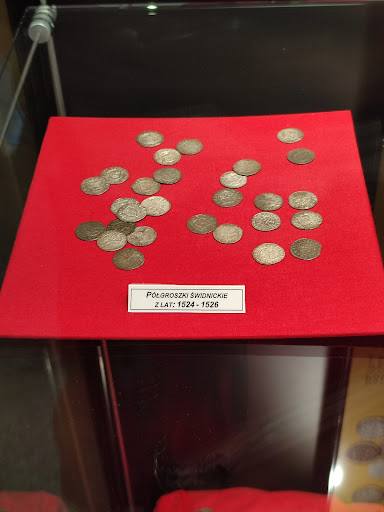 PÓŁGROSZKI ŚWIDNICKIE
Z LAT: 1524 - 1526